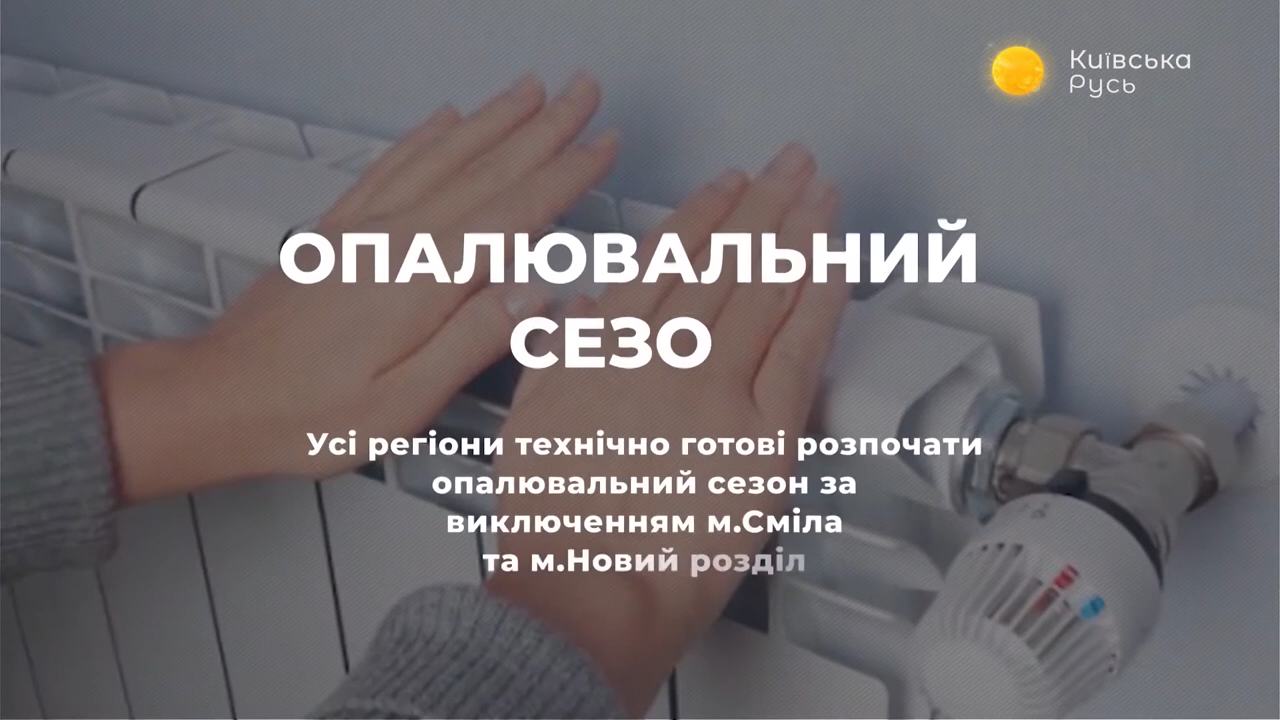 Київська
Русь
ОПАЛЮВАЛЬНИЙ
СЕЗО
Усі регіони технічно готові розпочати
опалювальний сезон за
виключенням м.Сміла
та м.Новий розділ